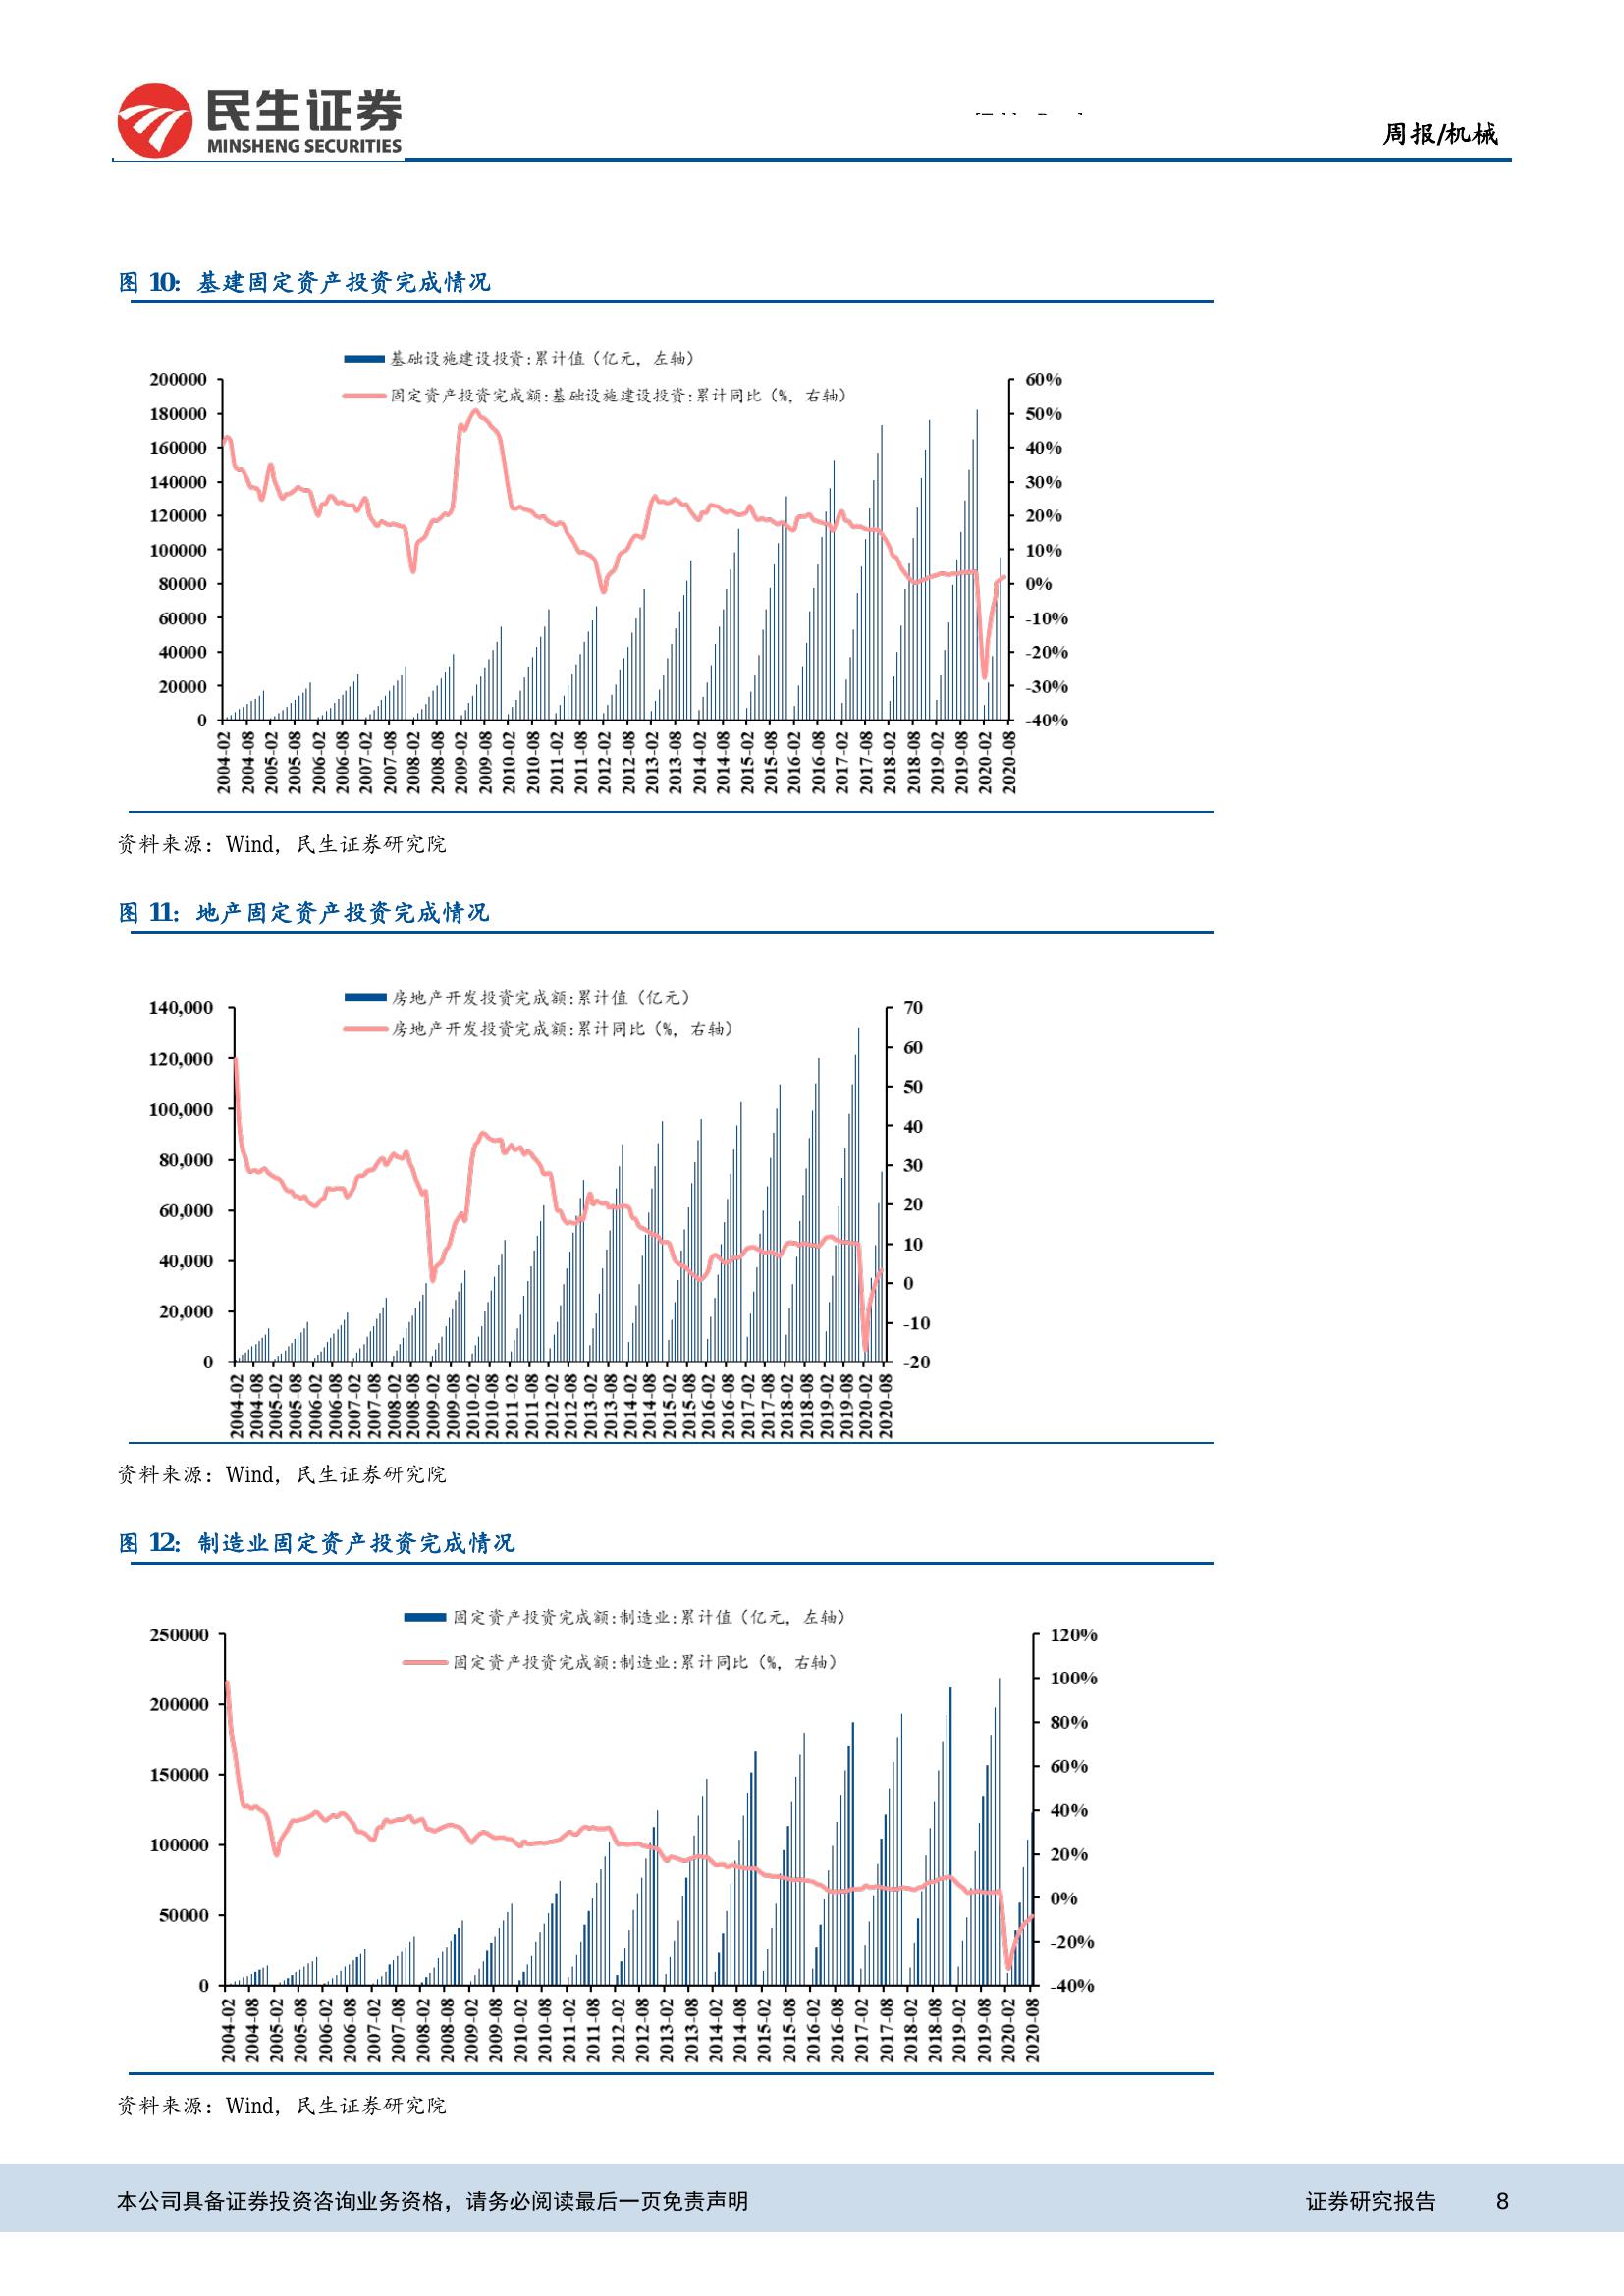 民生证券
MINSHENG SECURITIES
周报/机械
图 10: 基建固定资产投资完成情况
基础设施建设投资:累计值（亿元，左轴）
固定资产投资完成额:基础设施建设投资:累计同比（%，右轴）
200000 60%
180000 50%
160000 40%
140000 30%
120000 20%
100000 10%
80000 0%
60000 -10%
40000 -20%
20000 -30%
0 -40%
2004-02 2004-08 2005-02 2005-08 2006-02 2006-08 2007-02 2007-08 2008-02 2008-08 2009-02 2009-08 2010-02 2010-08 2011-02 2011-08 2012-02 2012-08 2013-02 2013-08 2014-02 2014-08 2015-02 2015-08 2016-02 2016-08 2017-02 2017-08 2018-02 2018-08 2019-02 2019-08 2020-02 2020-08
资料来源：Wind，民生证券研究院
图 11: 地产固定资产投资完成情况
房地产开发投资完成额:累计值（亿元）
房地产开发投资完成额:累计同比（%，右轴）
140,000 70
120,000 60
100,000 50
80,000 40
60,000 30
40,000 20
20,000 10
0 0
-10
-20
2004-02 2004-08 2005-02 2005-08 2006-02 2006-08 2007-02 2007-08 2008-02 2008-08 2009-02 2009-08 2010-02 2010-08 2011-02 2011-08 2012-02 2012-08 2013-02 2013-08 2014-02 2014-08 2015-02 2015-08 2016-02 2016-08 2017-02 2017-08 2018-02 2018-08 2019-02 2019-08 2020-02 2020-08
资料来源：Wind，民生证券研究院
图 12: 制造业固定资产投资完成情况
固定资产投资完成额:制造业:累计值（亿元，左轴）
固定资产投资完成额:制造业:累计同比（%，右轴）
250000 120%
200000 100%
150000 80%
100000 60%
50000 40%
0 20%
0%
-20%
-40%
2004-02 2004-08 2005-02 2005-08 2006-02 2006-08 2007-02 2007-08 2008-02 2008-08 2009-02 2009-08 2010-02 2010-08 2011-02 2011-08 2012-02 2012-08 2013-02 2013-08 2014-02 2014-08 2015-02 2015-08 2016-02 2016-08 2017-02 2017-08 2018-02 2018-08 2019-02 2019-08 2020-02 2020-08
资料来源：Wind，民生证券研究院
本公司具备证券投资咨询业务资格，请务必阅读最后一页免责声明 证券研究报告 8